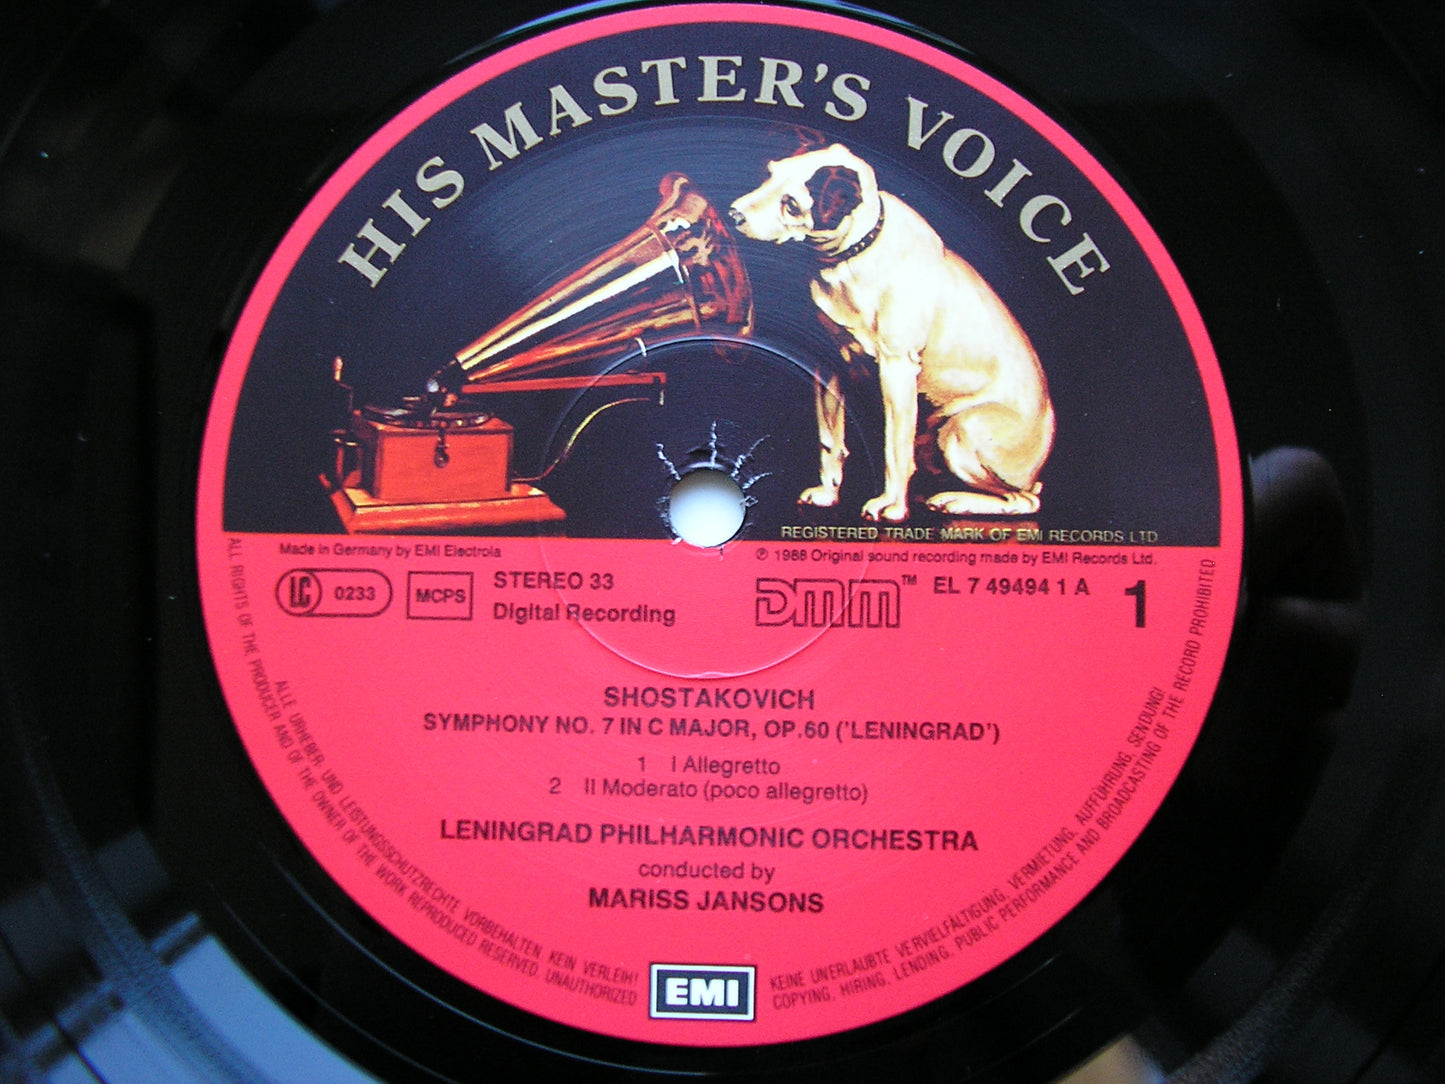 HIS MASTER'S VOICE
REGISTERED TRADE MARK OF EMI RECORDS LTD
Made in Germany by EMI Electrola
℗ 1988 Original sound recording made by EMI Records Ltd.
LC 0233
MCPS
STEREO 33
Digital Recording
DMM™
EL 7 49494 1 A
1
SHOSTAKOVICH
SYMPHONY NO. 7 IN C MAJOR, OP.60 ('LENINGRAD')
1 I Allegretto
2 II Moderato (poco allegretto)
LENINGRAD PHILHARMONIC ORCHESTRA
conducted by
MARISS JANSONS
EMI
ALLE URHEBER- UND LEISTUNGSSCHUTZRECHTE VORBEHALTEN. KEIN VERLEIH! KEINE UNERLAUBTE VERVIELFÄLTIGUNG, VERMIETUNG, AUFFÜHRUNG, SENDUNG!
ALL RIGHTS OF THE PRODUCER AND OF THE OWNER OF THE WORK REPRODUCED RESERVED. UNAUTHORIZED COPYING, HIRING, LENDING, PUBLIC PERFORMANCE AND BROADCASTING OF THE RECORD PROHIBITED